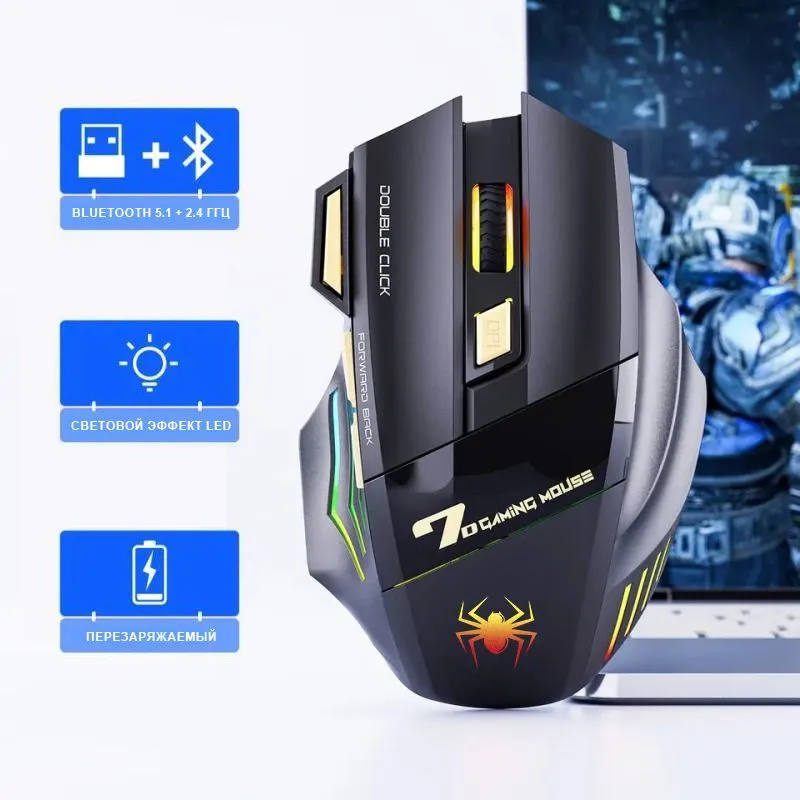 BLUETOOTH 5.1 + 2.4 ГГЦ
СВЕТОВОЙ ЭФФЕКТ LED
ПЕРЕЗАРЯЖАЕМЫЙ
DOUBLE CLICK
FORWARD BACK
DPI
7D GAMING MOUSE